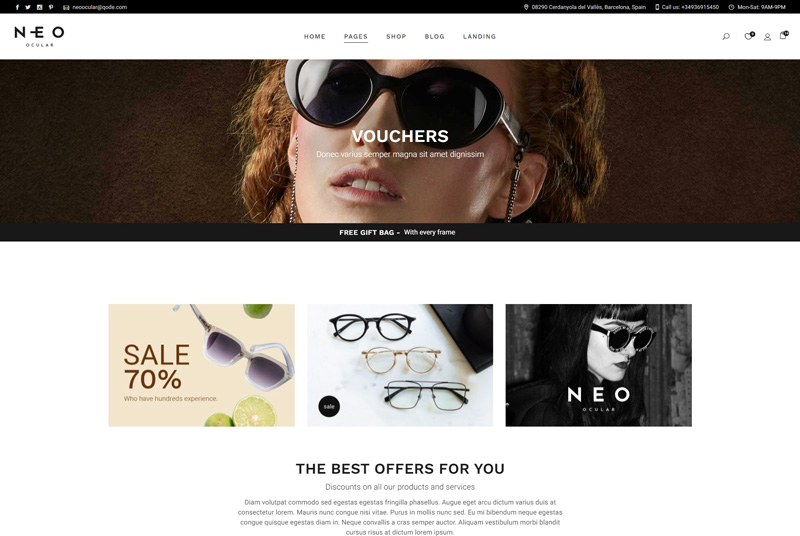 neoocular@qode.com
08290 Cerdanyola del Vallès, Barcelona, Spain
Call us: +34936915450
Mon-Sat: 9AM-9PM
NEO
OCULAR
HOME
PAGES
SHOP
BLOG
LANDING
VOUCHERS
Donec varius semper magna sit amet dignissim
FREE GIFT BAG - With every frame
SALE
70%
Who have hundreds experience.
sale
NEO
OCULAR
THE BEST OFFERS FOR YOU
Discounts on all our products and services
Diam volutpat commodo sed egestas egestas fringilla phasellus. Augue eget arcu dictum varius duis at
consectetur lorem. Mauris nunc congue nisi vitae. Purus in mollis nunc sed. Eu mi bibendum neque egestas
congue quisque egestas diam in. Neque convallis a cras semper auctor. Aliquam vestibulum morbi blandit
cursus risus at dictum lorem ipsum.